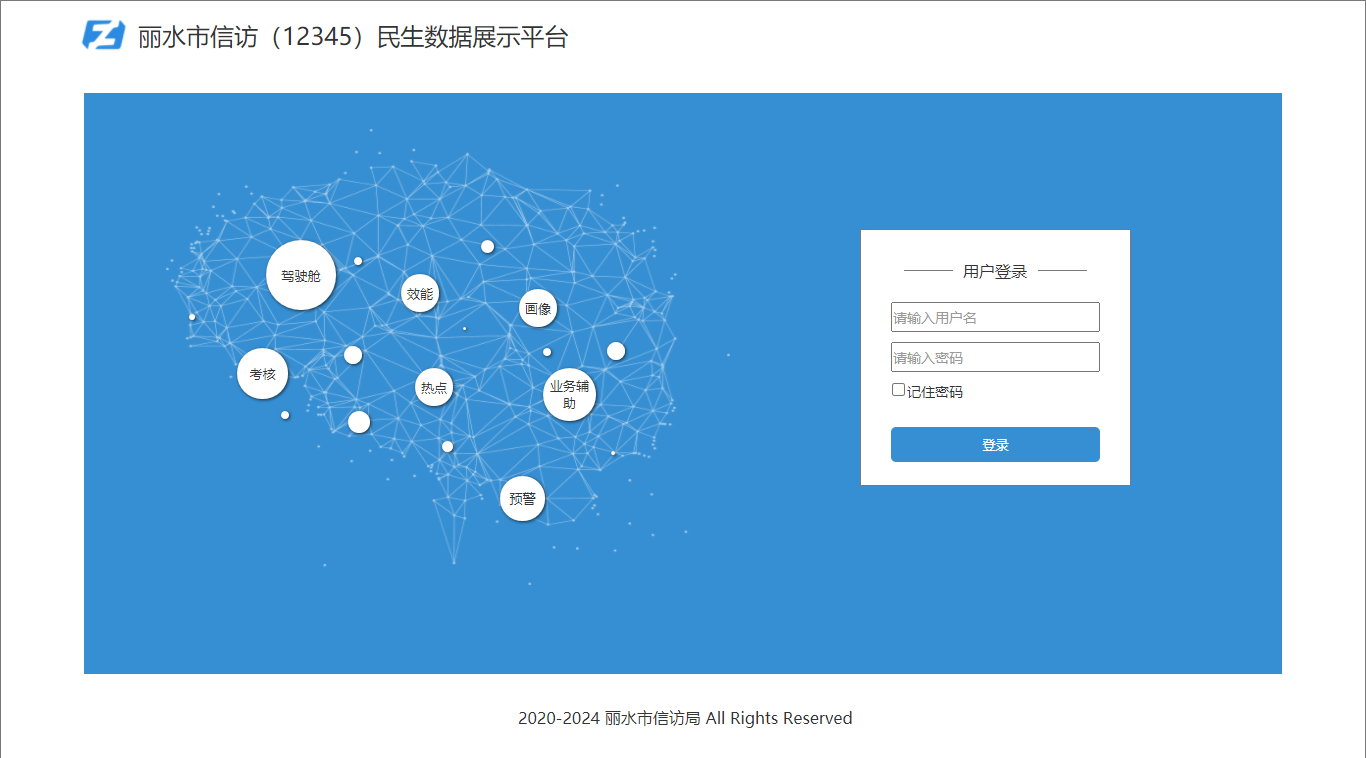 丽水市信访（12345）民生数据展示平台
驾驶舱
效能
画像
考核
热点
业务辅
助
预警
用户登录
请输入用户名
请输入密码
记住密码
登录
2020-2024 丽水市信访局 All Rights Reserved